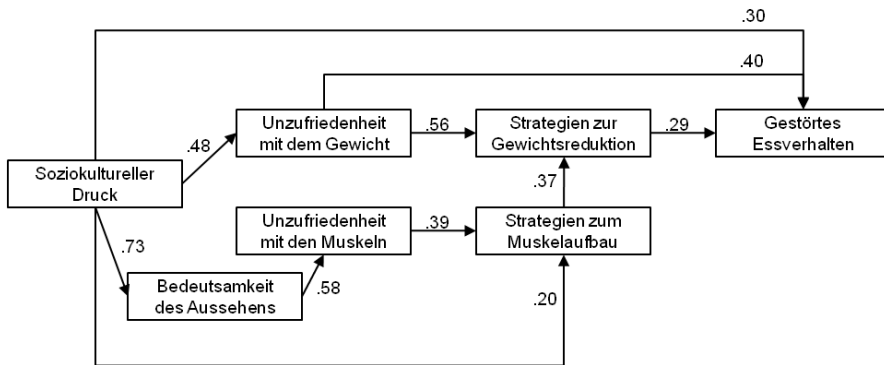 .30
.40
Unzufriedenheit
mit dem Gewicht
.56
Strategien zur
Gewichtsreduktion
.29
Gestörtes
Essverhalten
.48
Soziokultureller
Druck
.37
Unzufriedenheit
mit den Muskeln
.39
Strategien zum
Muskelaufbau
.73
Bedeutsamkeit
des Aussehens
.58
.20